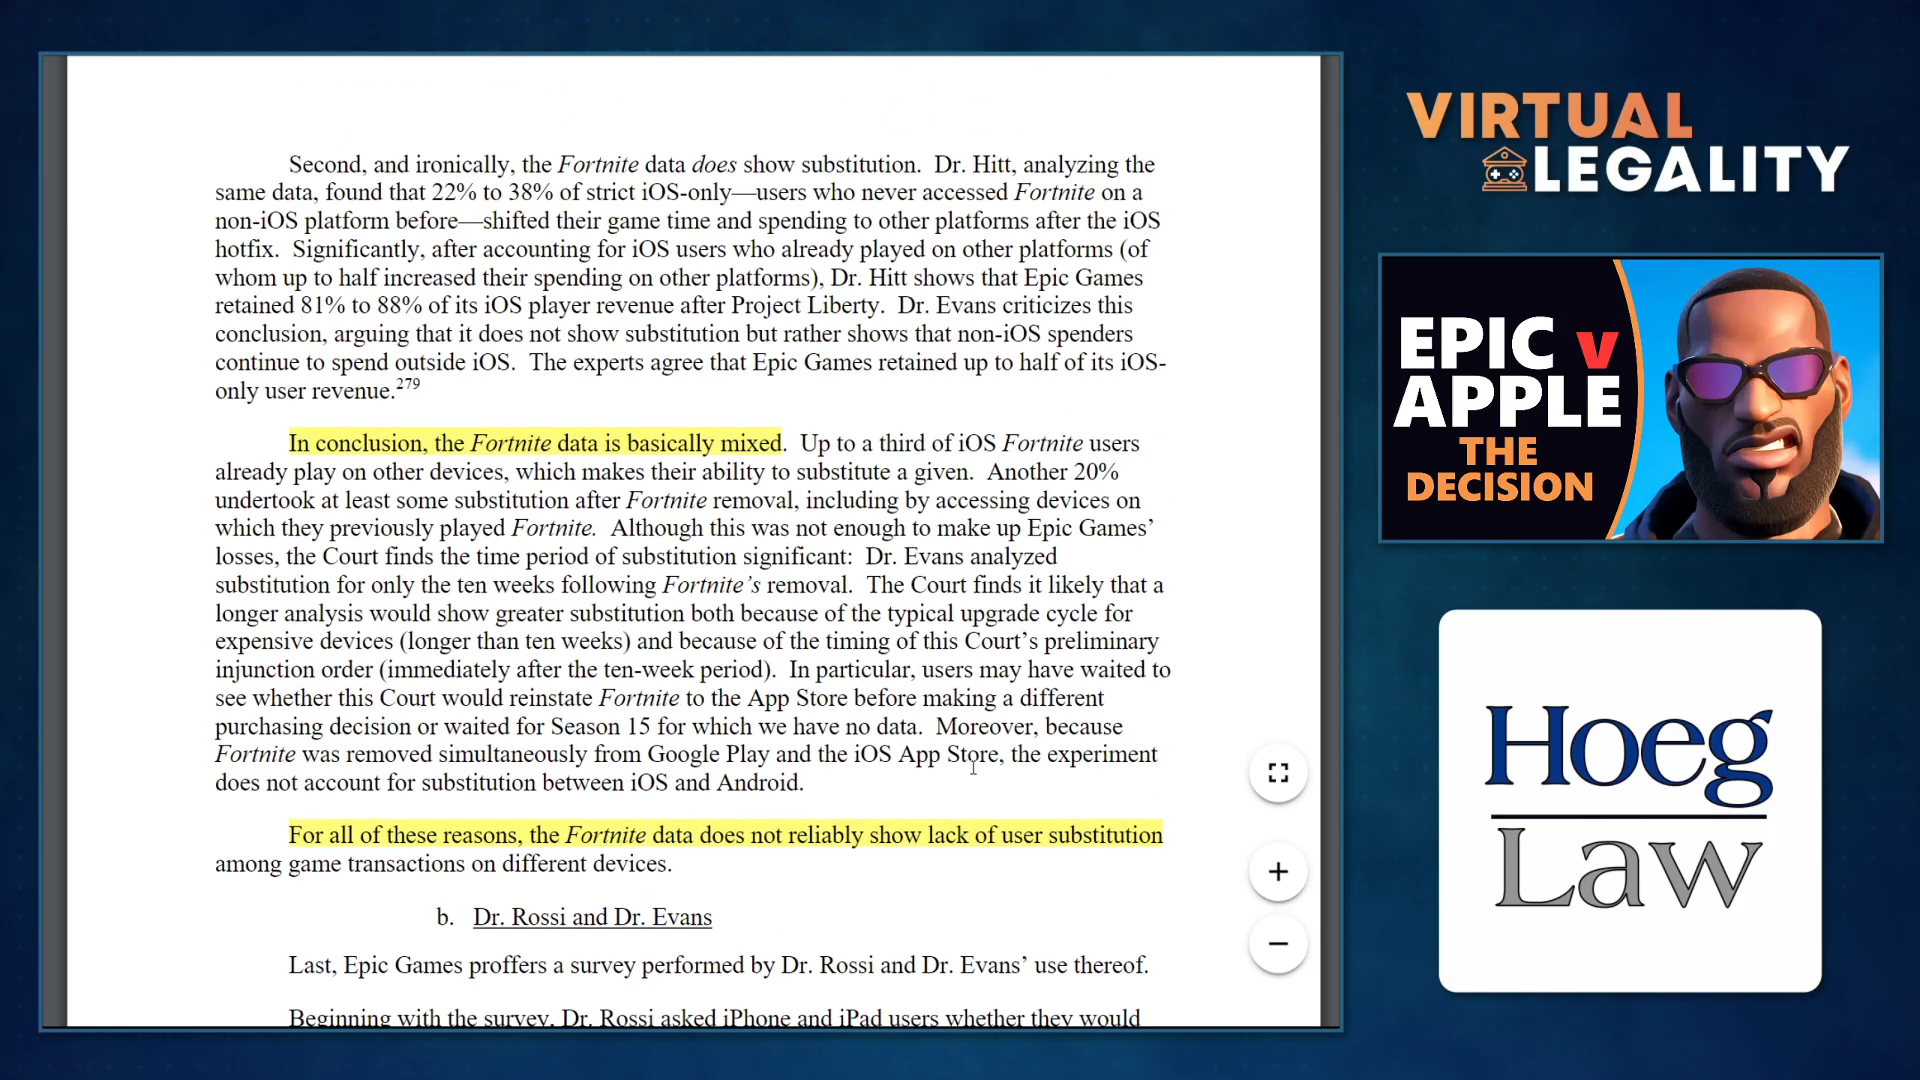 Second, and ironically, the Fortnite data does show substitution. Dr. Hitt, analyzing the
same data, found that 22% to 38% of strict iOS-only—users who never accessed Fortnite on a
non-iOS platform before—shifted their game time and spending to other platforms after the iOS
hotfix. Significantly, after accounting for iOS users who already played on other platforms (of
whom up to half increased their spending on other platforms), Dr. Hitt shows that Epic Games
retained 81% to 88% of its iOS player revenue after Project Liberty. Dr. Evans criticizes this
conclusion, arguing that it does not show substitution but rather shows that non-iOS spenders
continue to spend outside iOS. The experts agree that Epic Games retained up to half of its iOS-
only user revenue.279
In conclusion, the Fortnite data is basically mixed. Up to a third of iOS Fortnite users
already play on other devices, which makes their ability to substitute a given. Another 20%
undertook at least some substitution after Fortnite removal, including by accessing devices on
which they previously played Fortnite. Although this was not enough to make up Epic Games’
losses, the Court finds the time period of substitution significant: Dr. Evans analyzed
substitution for only the ten weeks following Fortnite’s removal. The Court finds it likely that a
longer analysis would show greater substitution both because of the typical upgrade cycle for
expensive devices (longer than ten weeks) and because of the timing of this Court’s preliminary
injunction order (immediately after the ten-week period). In particular, users may have waited to
see whether this Court would reinstate Fortnite to the App Store before making a different
purchasing decision or waited for Season 15 for which we have no data. Moreover, because
Fortnite was removed simultaneously from Google Play and the iOS App Store, the experiment
does not account for substitution between iOS and Android.
For all of these reasons, the Fortnite data does not reliably show lack of user substitution
among game transactions on different devices.
b. Dr. Rossi and Dr. Evans
Last, Epic Games proffers a survey performed by Dr. Rossi and Dr. Evans’ use thereof.
Beginning with the survey, Dr. Rossi asked iPhone and iPad users whether they would
VIRTUAL
LEGALITY
EPIC v
APPLE
THE
DECISION
Hoeg
Law